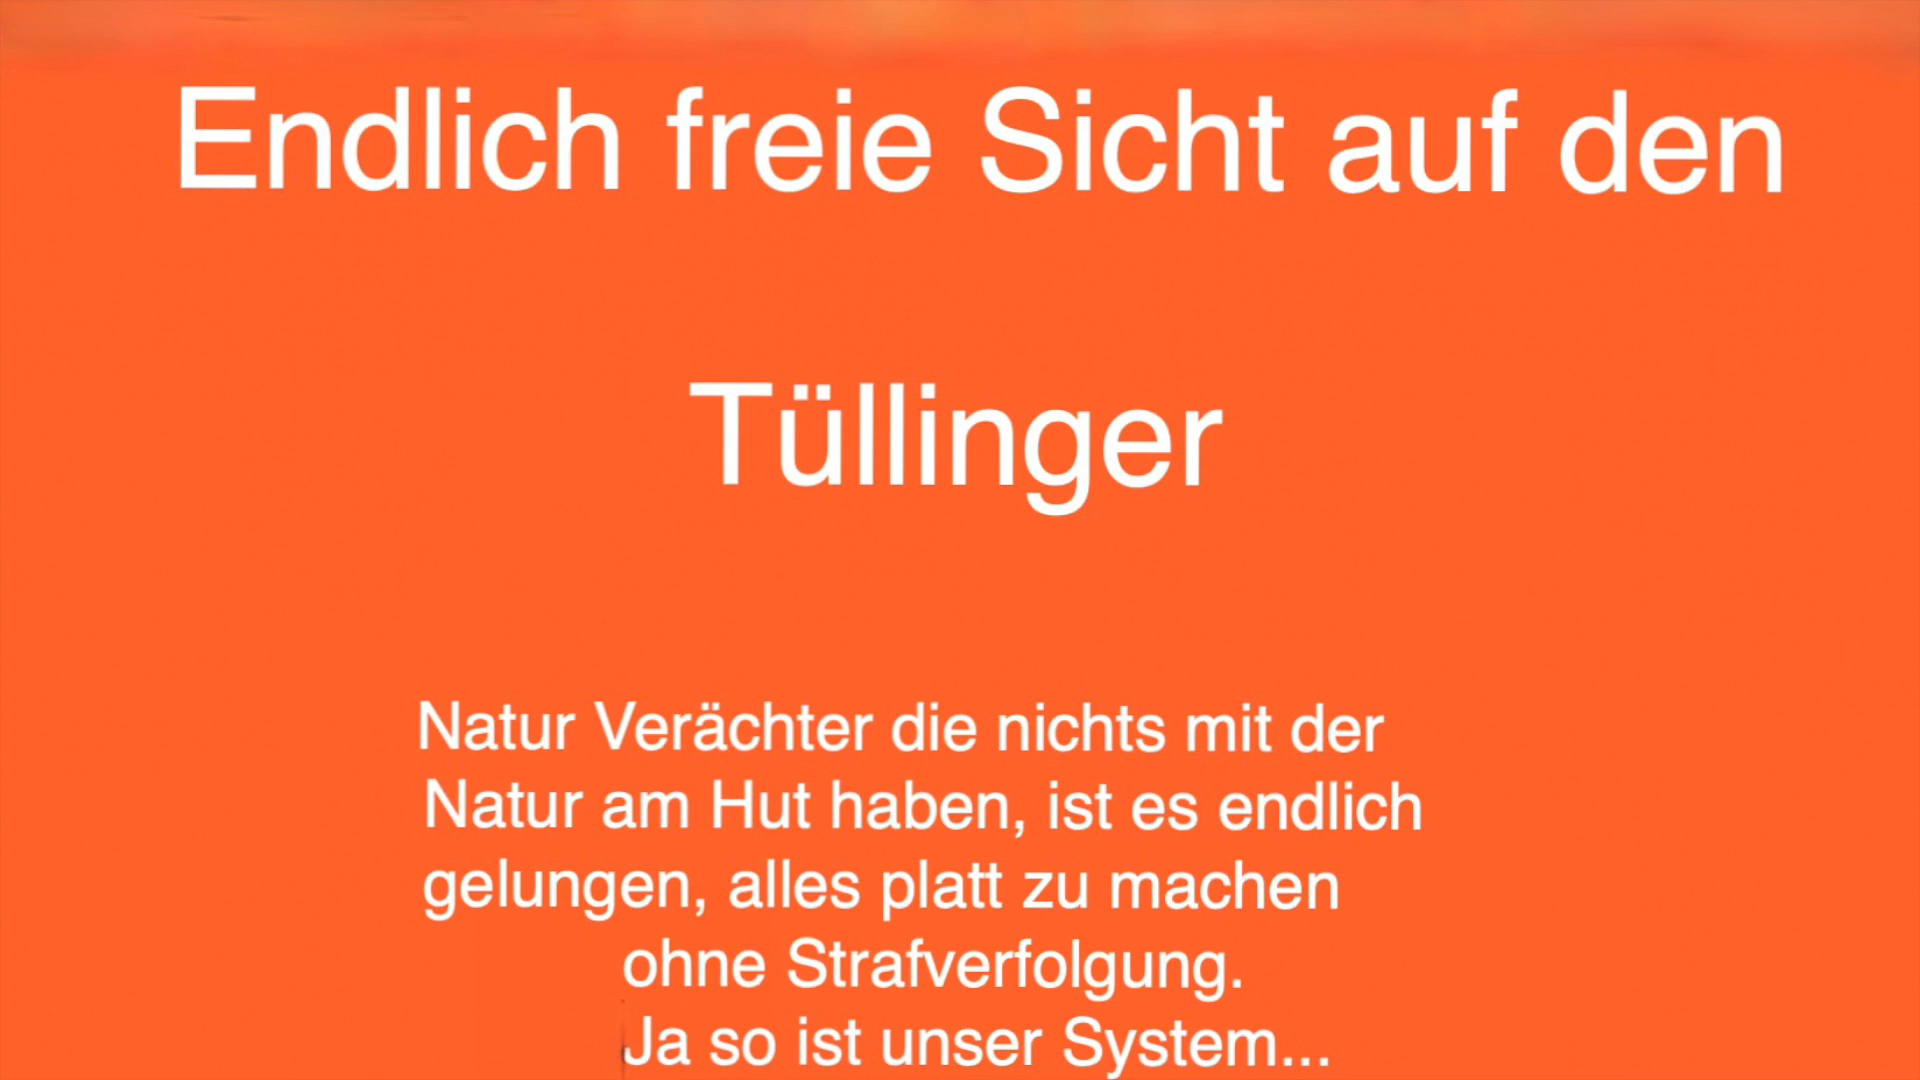 Endlich freie Sicht auf den
Tüllinger
Natur Verächter die nichts mit der
Natur am Hut haben, ist es endlich
gelungen, alles platt zu machen
ohne Strafverfolgung.
Ja so ist unser System...